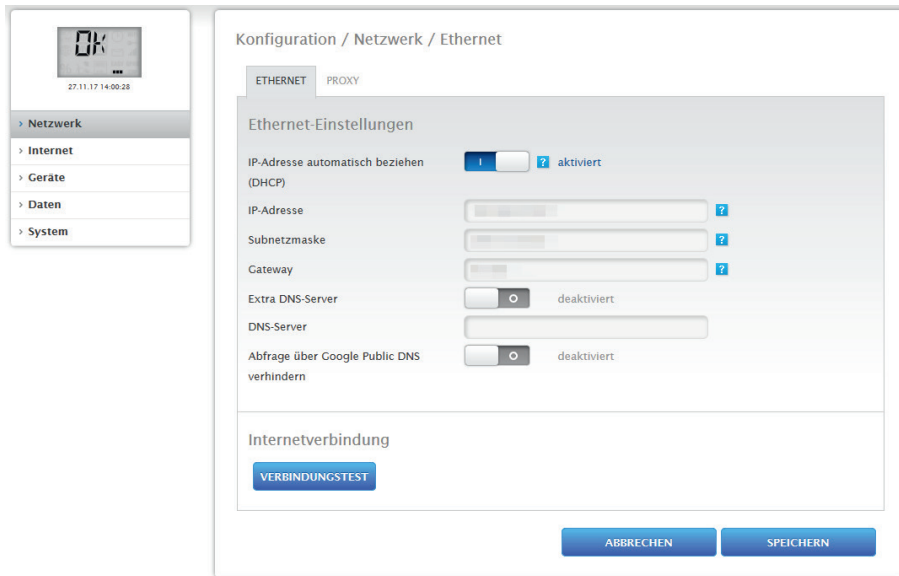 OK
27.11.17 14:00:28
› Netzwerk
› Internet
› Geräte
› Daten
› System
Konfiguration / Netzwerk / Ethernet
ETHERNET PROXY
Ethernet-Einstellungen
IP-Adresse automatisch beziehen
(DHCP)
I ? aktiviert
IP-Adresse ?
Subnetzmaske ?
Gateway ?
Extra DNS-Server O deaktiviert
DNS-Server
Abfrage über Google Public DNS
verhindern
O deaktiviert
Internetverbindung
VERBINDUNGSTEST
ABBRECHEN SPEICHERN